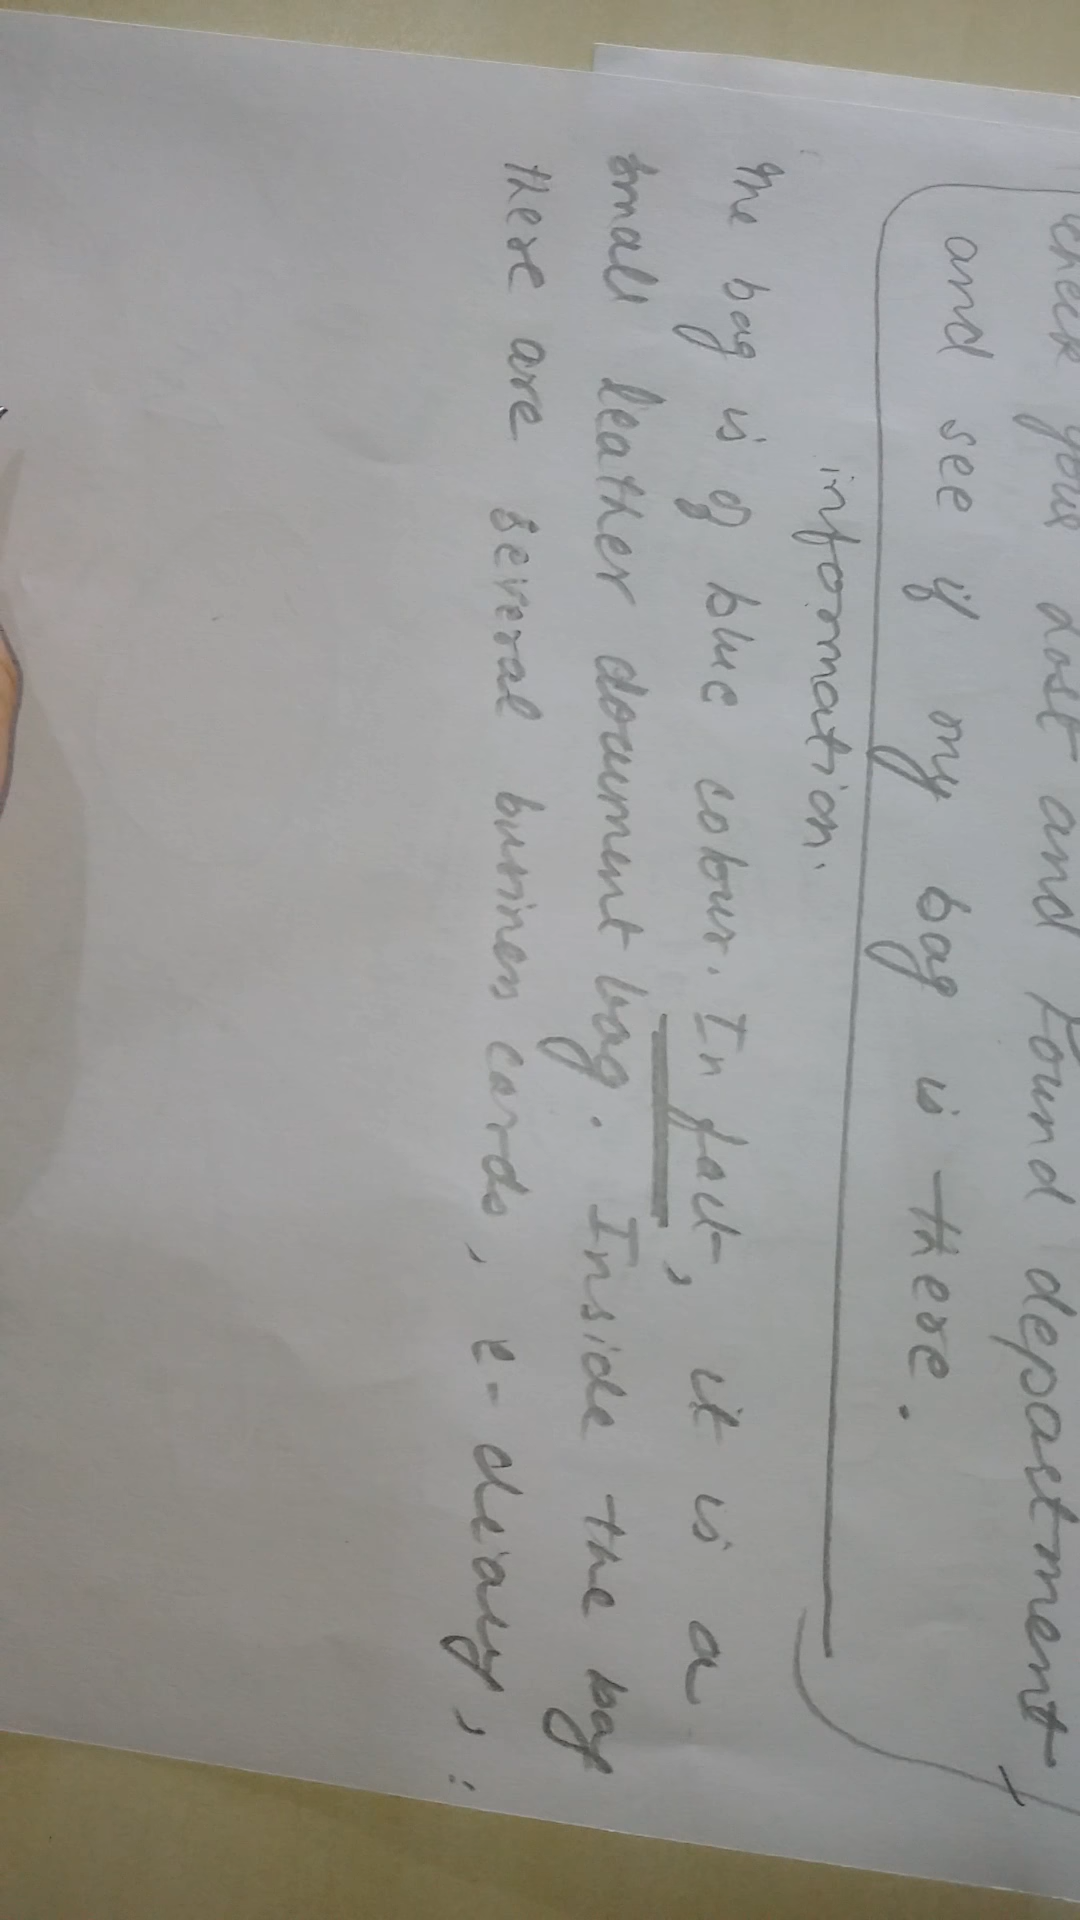 check your Lost and Found department
and see if my bag is there.
information.
The bag is of blue colour. In fact, it is a
small leather document bag. Inside the bag
there are several business cards, e-deiary,